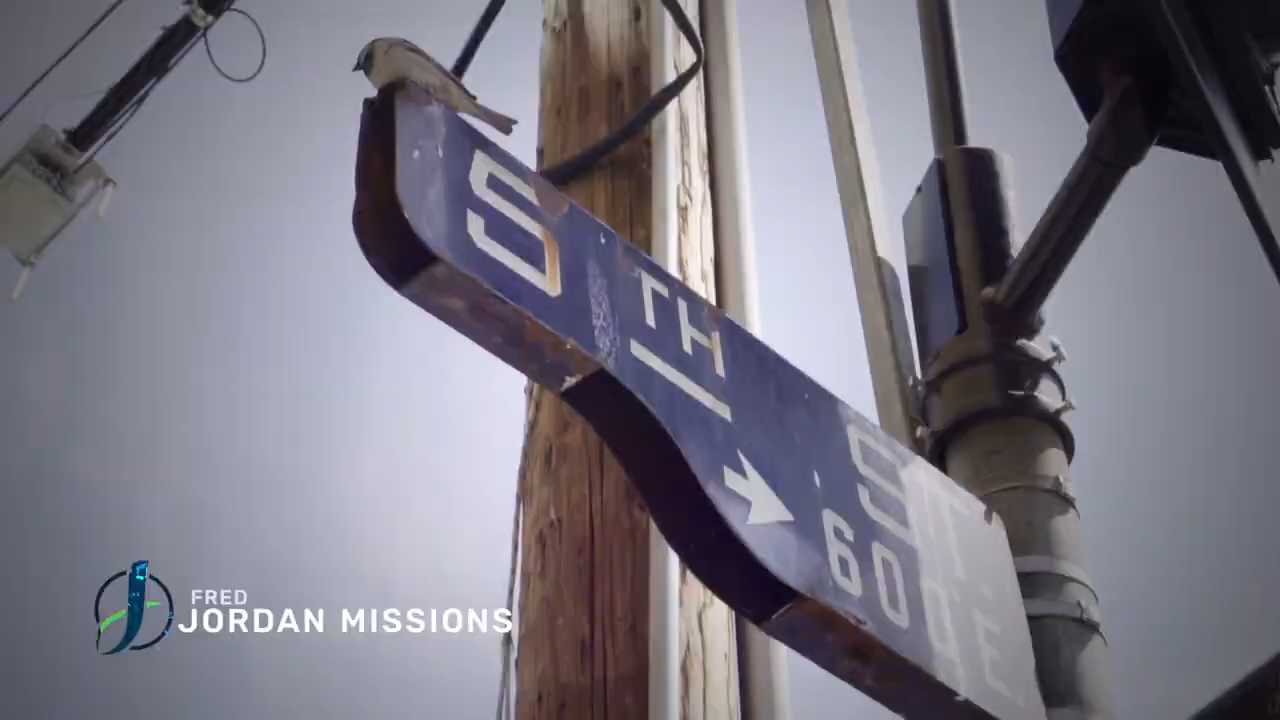 5TH ST.
→ 600 E.
FRED
JORDAN MISSIONS